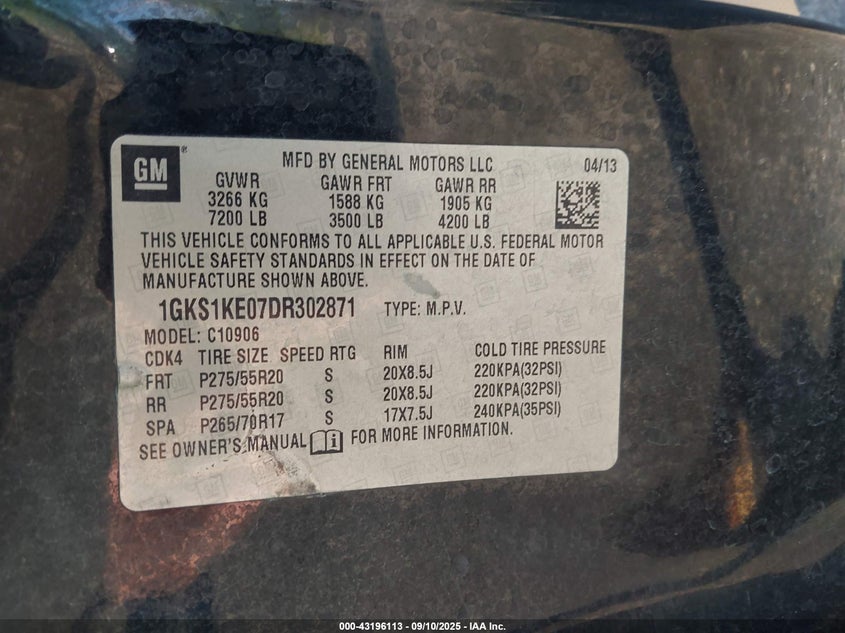 GM
MFD BY GENERAL MOTORS LLC 04/13
GVWR GAWR FRT GAWR RR
3266 KG 1588 KG 1905 KG
7200 LB 3500 LB 4200 LB
THIS VEHICLE CONFORMS TO ALL APPLICABLE U.S. FEDERAL MOTOR
VEHICLE SAFETY STANDARDS IN EFFECT ON THE DATE OF
MANUFACTURE SHOWN ABOVE.
1GKS1KE07DR302871 TYPE: M.P.V.
MODEL: C10906
CDK4 TIRE SIZE SPEED RTG RIM COLD TIRE PRESSURE
FRT P275/55R20 S 20X8.5J 220KPA(32PSI)
RR P275/55R20 S 20X8.5J 220KPA(32PSI)
SPA P265/70R17 S 17X7.5J 240KPA(35PSI)
SEE OWNER'S MANUAL FOR MORE INFORMATION.
000-43196113 - 09/10/2025 - IAA Inc.